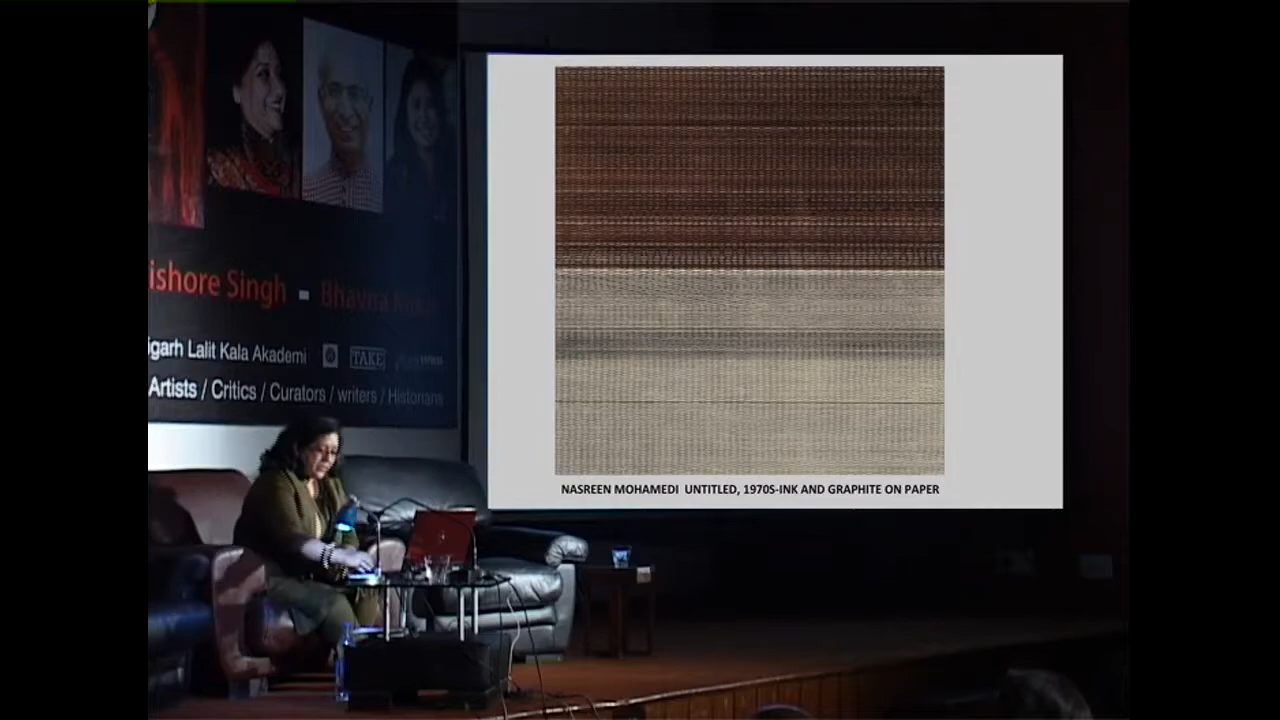 ishore Singh - Bhavna
igarh Lalit Kala Akademi TAKE
Artists / Critics / Curators / writers / Historians
NASREEN MOHAMEDI UNTITLED, 1970S-INK AND GRAPHITE ON PAPER